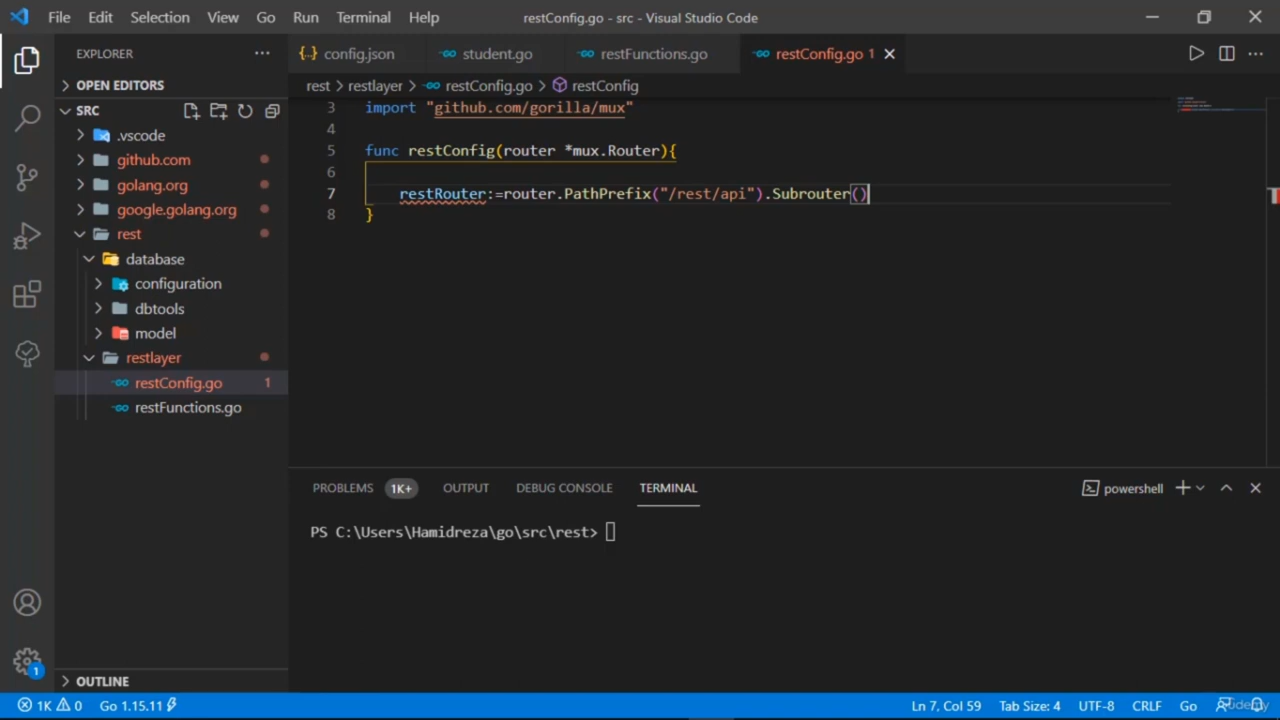 File Edit Selection View Go Run Terminal Help restConfig.go - src - Visual Studio Code
EXPLORER ...
config.json student.go restFunctions.go restConfig.go 1
OPEN EDITORS
rest > restlayer > restConfig.go > restConfig
SRC
.vscode
github.com
golang.org
google.golang.org
rest
database
configuration
dbtools
model
restlayer
restConfig.go 1
restFunctions.go
OUTLINE
3 import "github.com/gorilla/mux"
4
5 func restConfig(router *mux.Router){
6
7 restRouter:=router.PathPrefix("/rest/api").Subrouter()
8 }
PROBLEMS 1K+ OUTPUT DEBUG CONSOLE TERMINAL powershell
PS C:\Users\Hamidreza\go\src\rest>
1
1K 0 Go 1.15.11 Ln 7, Col 59 Tab Size: 4 UTF-8 CRLF Go
Udemy